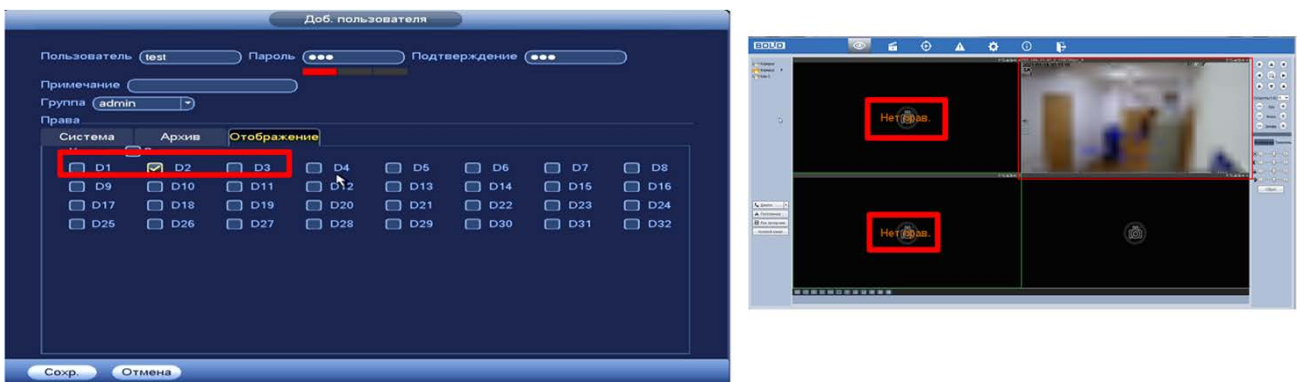 Доб. пользователя
Пользователь test Пароль ●●● Подтверждение ●●●
Примечание
Группа admin
Права
Система Архив Отображение
D1 D2 D3 D4 D5 D6 D7 D8
D9 D10 D11 D12 D13 D14 D15 D16
D17 D18 D19 D20 D21 D22 D23 D24
D25 D26 D27 D28 D29 D30 D31 D32
Сохр. Отмена
BOLID
Нет прав.
Нет прав.